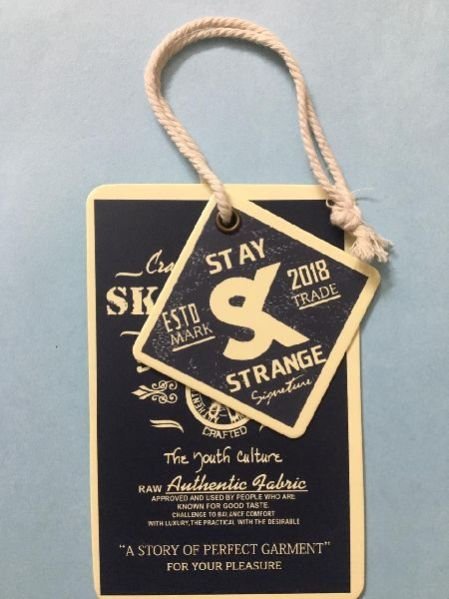 STAY
SK
ESTD
MARK
2018
TRADE
STRANGE
Signature
CRAFTED
The Youth Culture
RAW Authentic Fabric
APPROVED AND USED BY PEOPLE WHO ARE
KNOWN FOR GOOD TASTE.
CHALLENGE TO BALANCE COMFORT
WITH LUXURY, THE PRACTICAL WITH THE DESIRABLE
"A STORY OF PERFECT GARMENT"
FOR YOUR PLEASURE